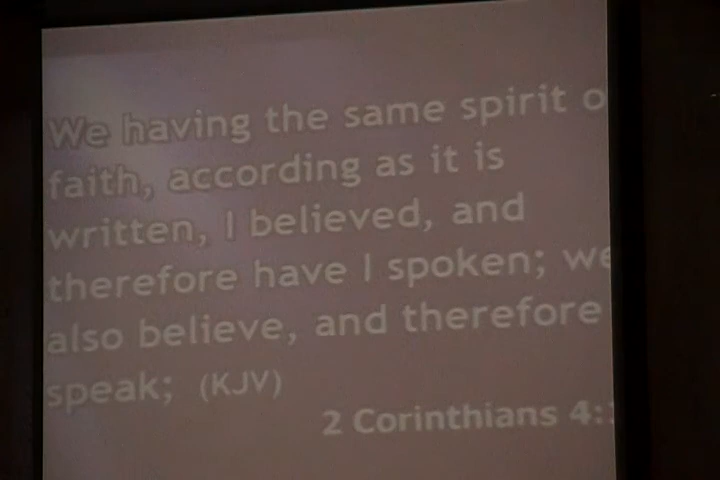 We having the same spirit o
faith, according as it is
written, I believed, and
therefore have I spoken; we
also believe, and therefore
speak; (KJV)
2 Corinthians 4: